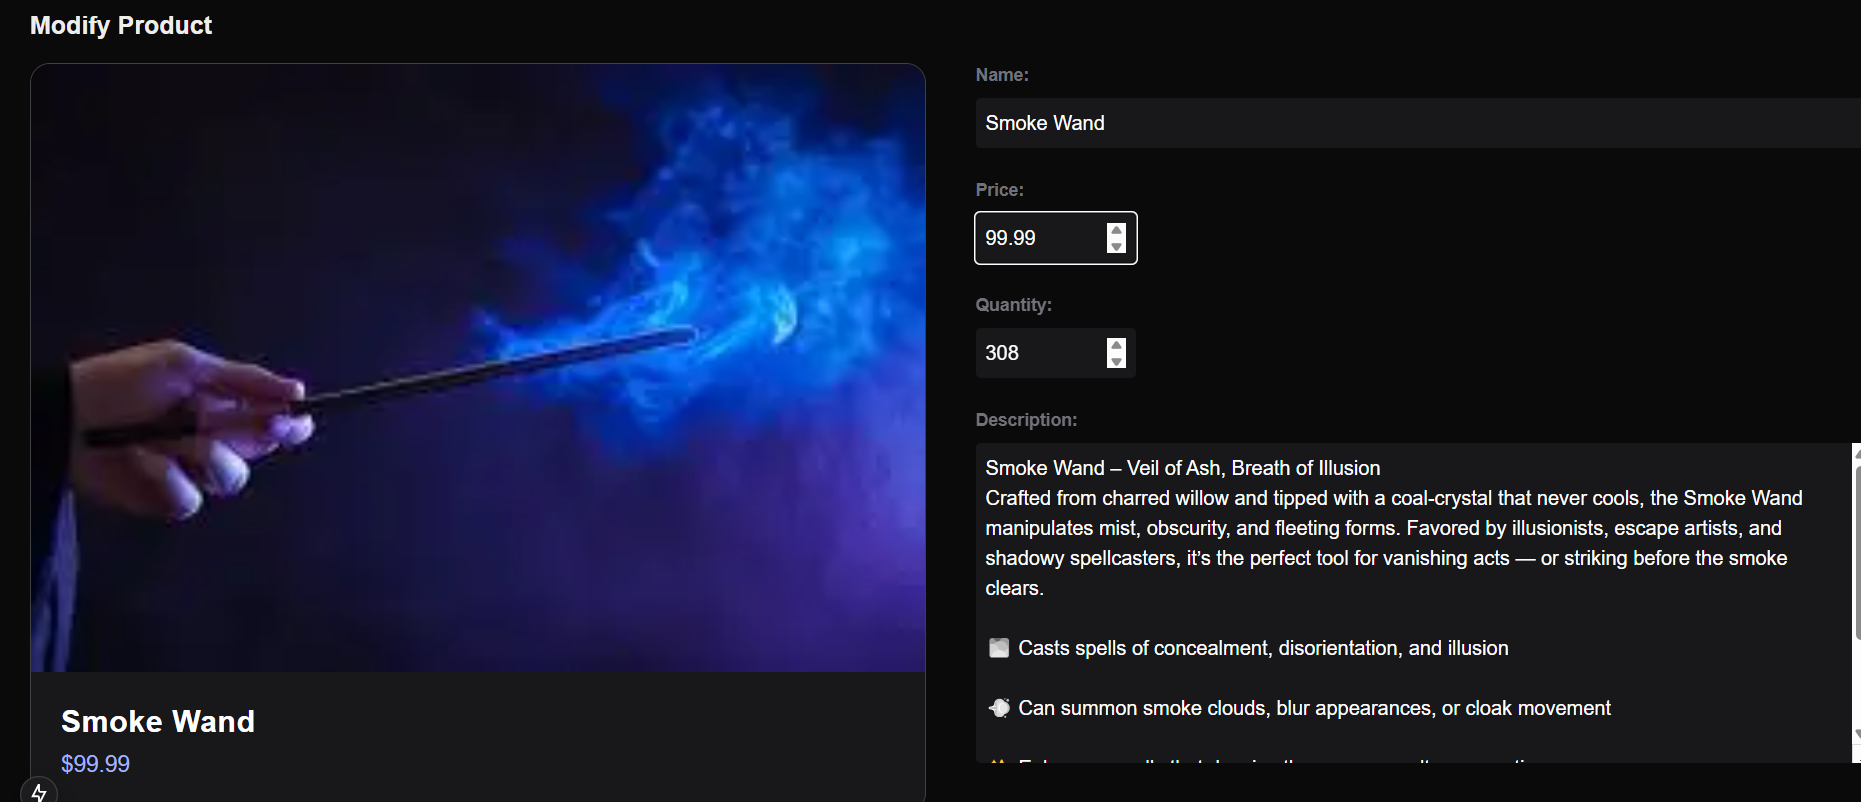 Modify Product
Name:
Smoke Wand
Price:
99.99
Quantity:
308
Description:
Smoke Wand – Veil of Ash, Breath of Illusion
Crafted from charred willow and tipped with a coal-crystal that never cools, the Smoke Wand
manipulates mist, obscurity, and fleeting forms. Favored by illusionists, escape artists, and
shadowy spellcasters, it’s the perfect tool for vanishing acts — or striking before the smoke
clears.
Casts spells of concealment, disorientation, and illusion
Can summon smoke clouds, blur appearances, or cloak movement
Smoke Wand
$99.99